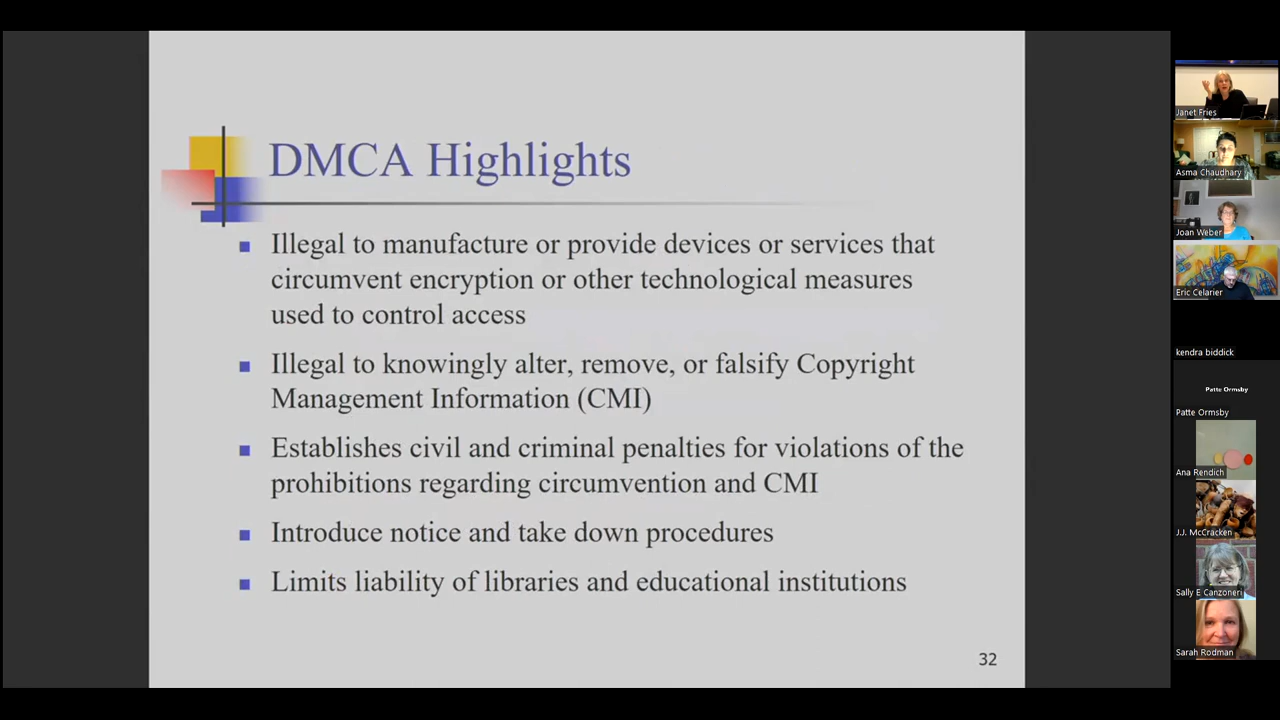 DMCA Highlights
Illegal to manufacture or provide devices or services that
circumvent encryption or other technological measures
used to control access
Illegal to knowingly alter, remove, or falsify Copyright
Management Information (CMI)
Establishes civil and criminal penalties for violations of the
prohibitions regarding circumvention and CMI
Introduce notice and take down procedures
Limits liability of libraries and educational institutions
32
Janet Fries
Asma Chaudhary
Joan Weber
Eric Celarier
kendra biddick
Patte Ormsby
Patte Ormsby
Ana Rendich
J.J. McCracken
Sally E Canzoneri
Sarah Rodman